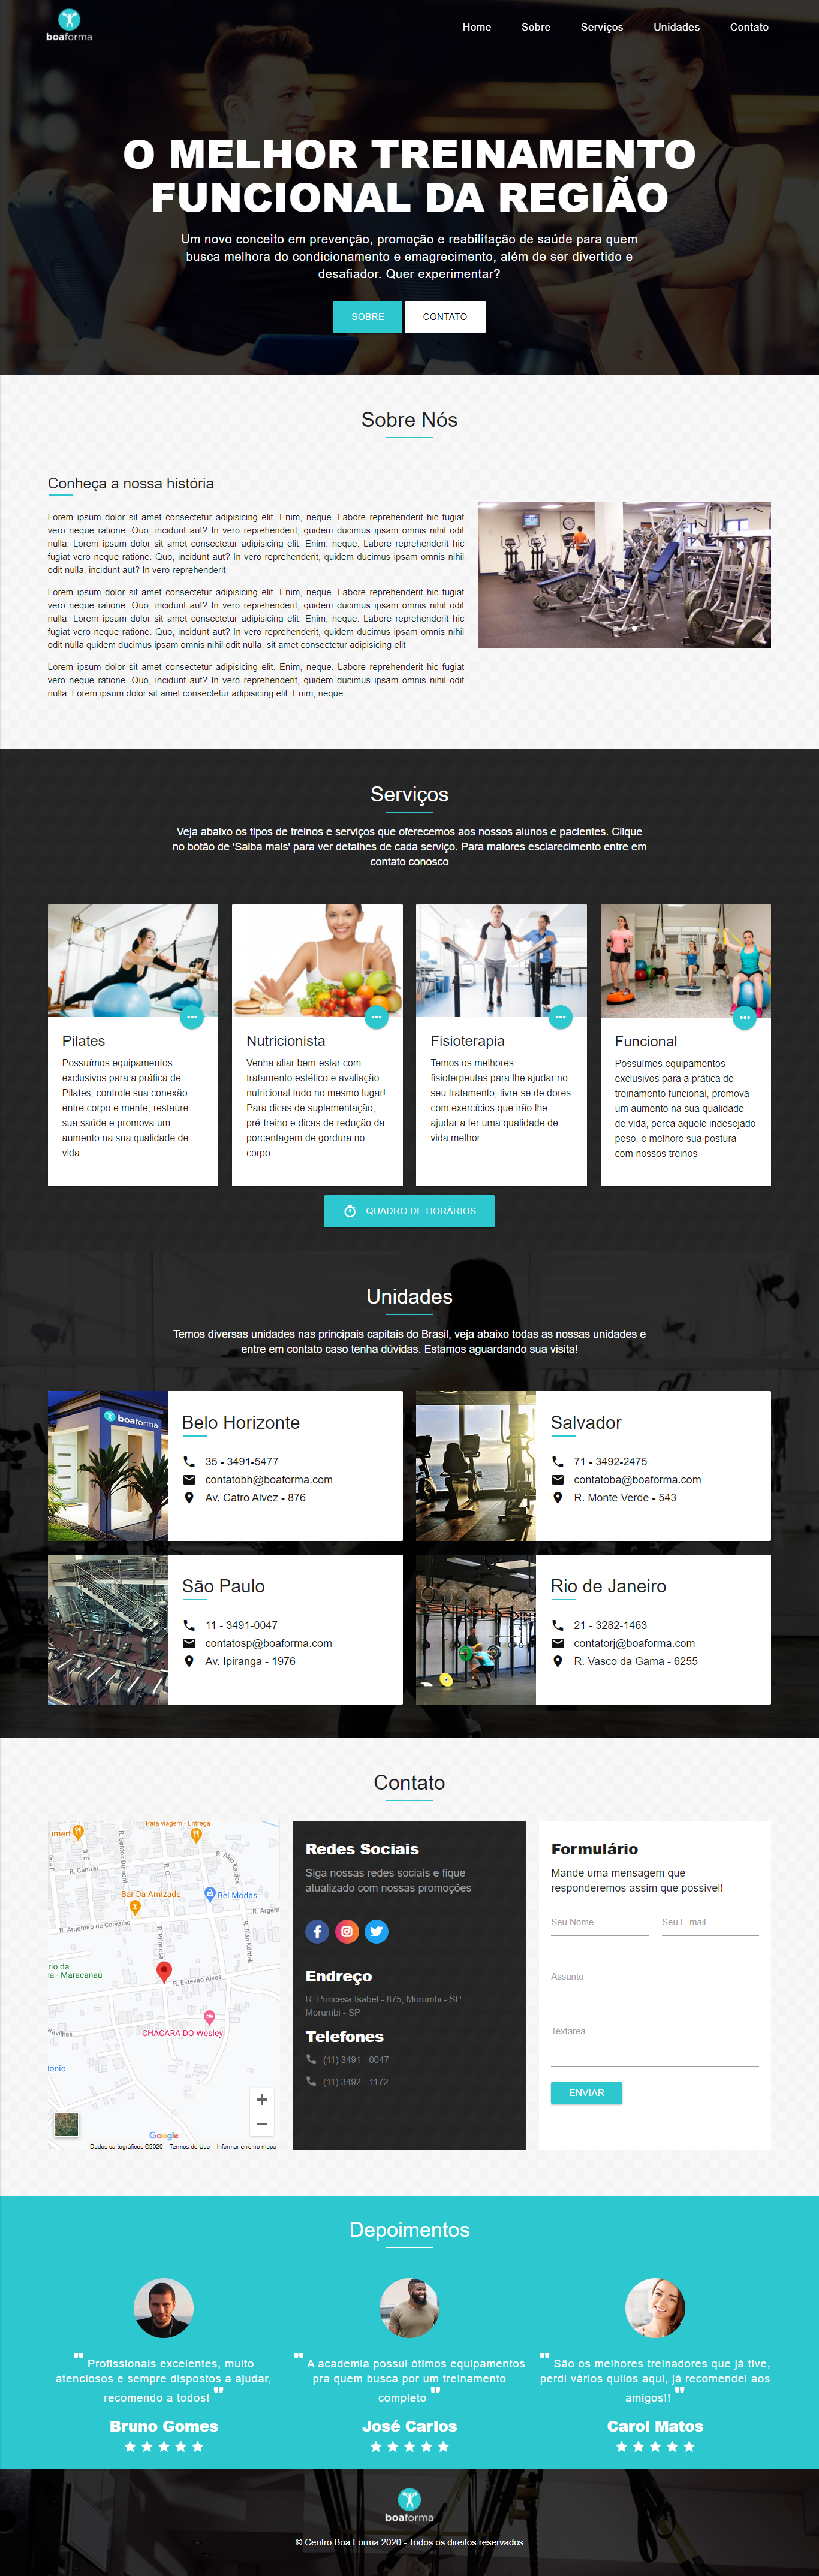 boaforma
Home Sobre Serviços Unidades Contato
O MELHOR TREINAMENTO
FUNCIONAL DA REGIÃO
Um novo conceito em prevenção, promoção e reabilitação de saúde para quem
busca melhora do condicionamento e emagrecimento, além de ser divertido e
desafiador. Quer experimentar?
SOBRE CONTATO
Sobre Nós
Conheça a nossa história
Lorem ipsum dolor sit amet consectetur adipisicing elit. Enim, neque. Labore reprehenderit hic fugiat
vero neque ratione. Quo, incidunt aut? In vero reprehenderit, quidem ducimus ipsam omnis nihil odit
nulla. Lorem ipsum dolor sit amet consectetur adipisicing elit. Enim, neque. Labore reprehenderit hic
fugiat vero neque ratione. Quo, incidunt aut? In vero reprehenderit, quidem ducimus ipsam omnis nihil
odit nulla, incidunt aut? In vero reprehenderit
Lorem ipsum dolor sit amet consectetur adipisicing elit. Enim, neque. Labore reprehenderit hic fugiat
vero neque ratione. Quo, incidunt aut? In vero reprehenderit, quidem ducimus ipsam omnis nihil odit
nulla. Lorem ipsum dolor sit amet consectetur adipisicing elit. Enim, neque. Labore reprehenderit hic
fugiat vero neque ratione. Quo, incidunt aut? In vero reprehenderit, quidem ducimus ipsam omnis nihil
odit nulla quidem ducimus ipsam omnis nihil odit nulla, sit amet consectetur adipisicing elit
Lorem ipsum dolor sit amet consectetur adipisicing elit. Enim, neque. Labore reprehenderit hic fugiat
vero neque ratione. Quo, incidunt aut? In vero reprehenderit, quidem ducimus ipsam omnis nihil odit
nulla. Lorem ipsum dolor sit amet consectetur adipisicing elit. Enim, neque.
Serviços
Veja abaixo os tipos de treinos e serviços que oferecemos aos nossos alunos e pacientes. Clique
no botão de 'Saiba mais' para ver detalhes de cada serviço. Para maiores esclarecimento entre em
contato conosco
Pilates
Possuímos equipamentos
exclusivos para a prática de
Pilates, controle sua conexão
entre corpo e mente, restaure
sua saúde e promova um
aumento na sua qualidade de
vida.
Nutricionista
Venha aliar bem-estar com
tratamento estético e avaliação
nutricional tudo no mesmo lugar!
Para dicas de suplementação,
pré-treino e dicas de redução da
porcentagem de gordura no
corpo.
Fisioterapia
Temos os melhores
fisioterpeutas para lhe ajudar no
seu tratamento, livre-se de dores
com exercícios que irão lhe
ajudar a ter uma qualidade de
vida melhor.
Funcional
Possuímos equipamentos
exclusivos para a prática de
treinamento funcional, promova
um aumento na sua qualidade
de vida, perca aquele indesejado
peso, e melhore sua postura
com nossos treinos
QUADRO DE HORÁRIOS
Unidades
Temos diversas unidades nas principais capitais do Brasil, veja abaixo todas as nossas unidades e
entre em contato caso tenha dúvidas. Estamos aguardando sua visita!
boaforma
Belo Horizonte
35 - 3491-5477
contatobh@boaforma.com
Av. Catro Alvez - 876
Salvador
71 - 3492-2475
contatoba@boaforma.com
R. Monte Verde - 543
São Paulo
11 - 3491-0047
contatosp@boaforma.com
Av. Ipiranga - 1976
Rio de Janeiro
21 - 3282-1463
contatorj@boaforma.com
R. Vasco da Gama - 6255
Contato
Para viagem • Entrega
umert
R. E
R. Santos Dumont
R. Central
R. C
R. Alan Kardek
Bar Da Amizade
Bel Modas
R. Argemiro de Carvalho
R. Argem
R. Princesa I
R. Alan Kardek
rio da
a - Maracanaú
R. Estevão Alves
CHÁCARA DO Wesley
ravilhas
tonio
Google
Dados cartográficos ©2020 Termos de Uso Informar erro no mapa
Redes Sociais
Siga nossas redes sociais e fique
atualizado com nossas promoções
Endreço
R. Princesa Isabel - 875, Morumbi - SP
Morumbi - SP
Telefones
(11) 3491 - 0047
(11) 3492 - 1172
Formulário
Mande uma mensagem que
responderemos assim que possivel!
Seu Nome Seu E-mail
Assunto
Textarea
ENVIAR
Depoimentos
" Profissionais excelentes, muito
atenciosos e sempre dispostos a ajudar,
recomendo a todos! "
Bruno Gomes
" A academia possui ótimos equipamentos
pra quem busca por um treinamento
completo "
José Carlos
" São os melhores treinadores que já tive,
perdi vários quilos aqui, já recomendei aos
amigos!! "
Carol Matos
boaforma
© Centro Boa Forma 2020 - Todos os direitos reservados